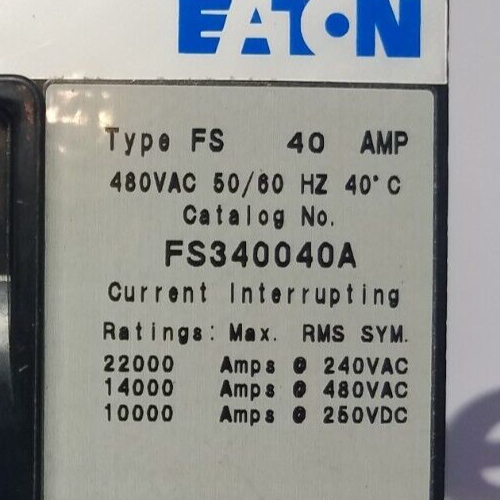 EATON
Type FS 40 AMP
480VAC 50/60 HZ 40°C
Catalog No.
FS340040A
Current Interrupting
Ratings: Max. RMS SYM.
22000 Amps @ 240VAC
14000 Amps @ 480VAC
10000 Amps @ 250VDC